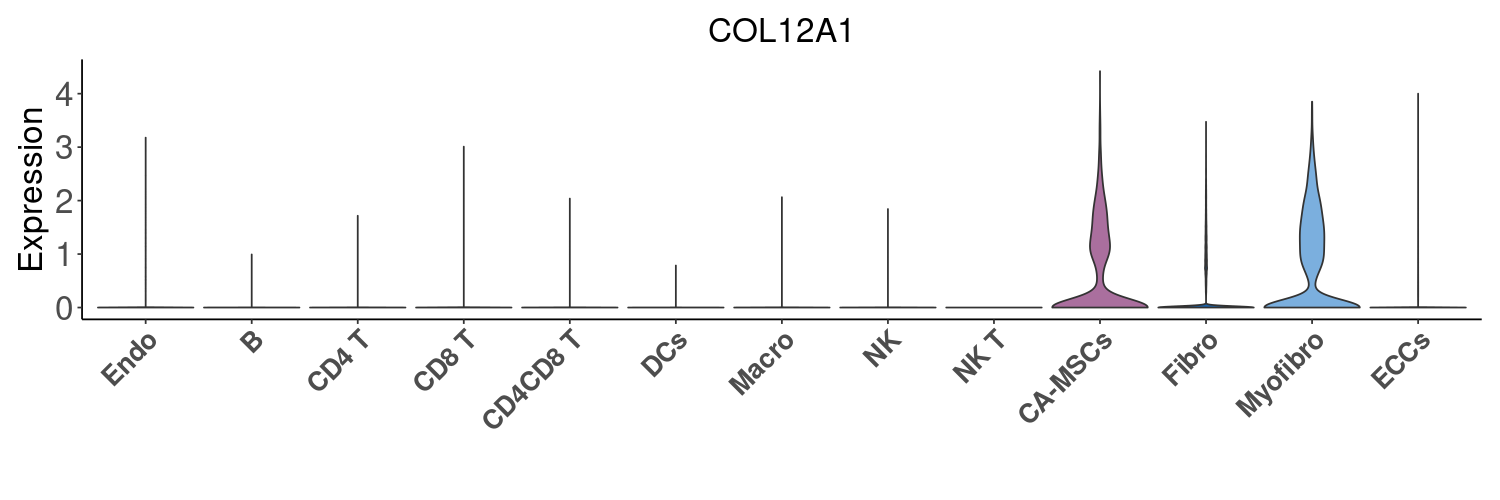 COL12A1
Expression
4
3
2
1
0
Endo
B
CD4 T
CD8 T
CD4CD8 T
DCs
Macro
NK
NK T
CA-MSCs
Fibro
Myofibro
ECCs